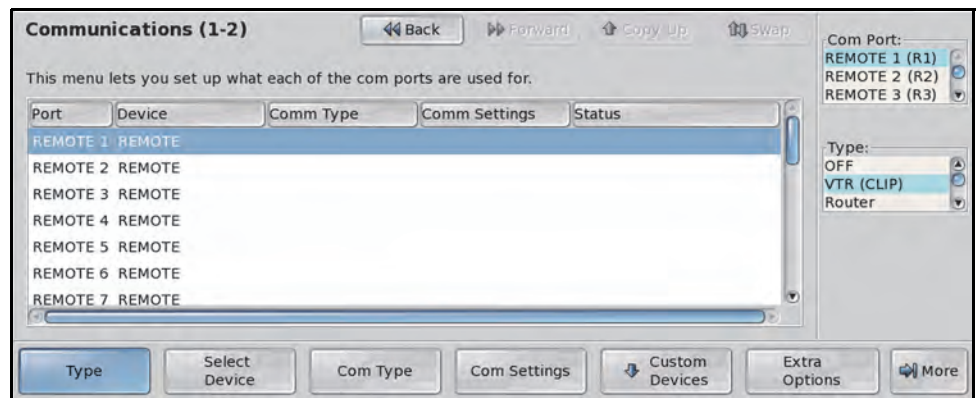 Communications (1-2)
Back
Forward
Copy Up
Swap
This menu lets you set up what each of the com ports are used for.
Port Device Comm Type Comm Settings Status
REMOTE 1 REMOTE
REMOTE 2 REMOTE
REMOTE 3 REMOTE
REMOTE 4 REMOTE
REMOTE 5 REMOTE
REMOTE 6 REMOTE
REMOTE 7 REMOTE
Com Port:
REMOTE 1 (R1)
REMOTE 2 (R2)
REMOTE 3 (R3)
Type:
OFF
VTR (CLIP)
Router
Type
Select
Device
Com Type
Com Settings
Custom
Devices
Extra
Options
More